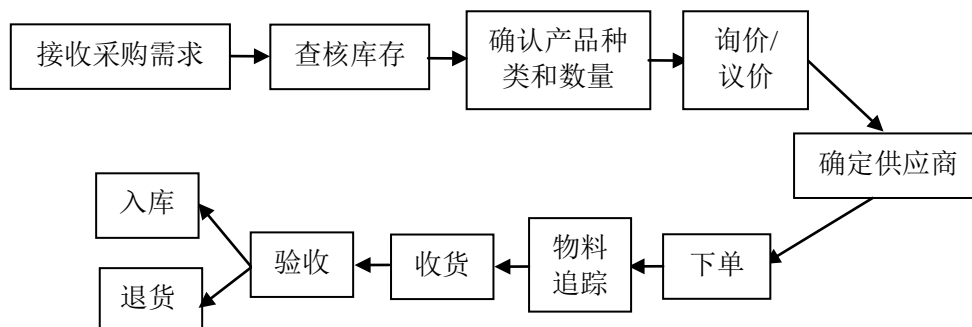 接收采购需求
查核库存
确认产品种
类和数量
询价/
议价
确定供应商
下单
物料
追踪
收货
验收
入库
退货